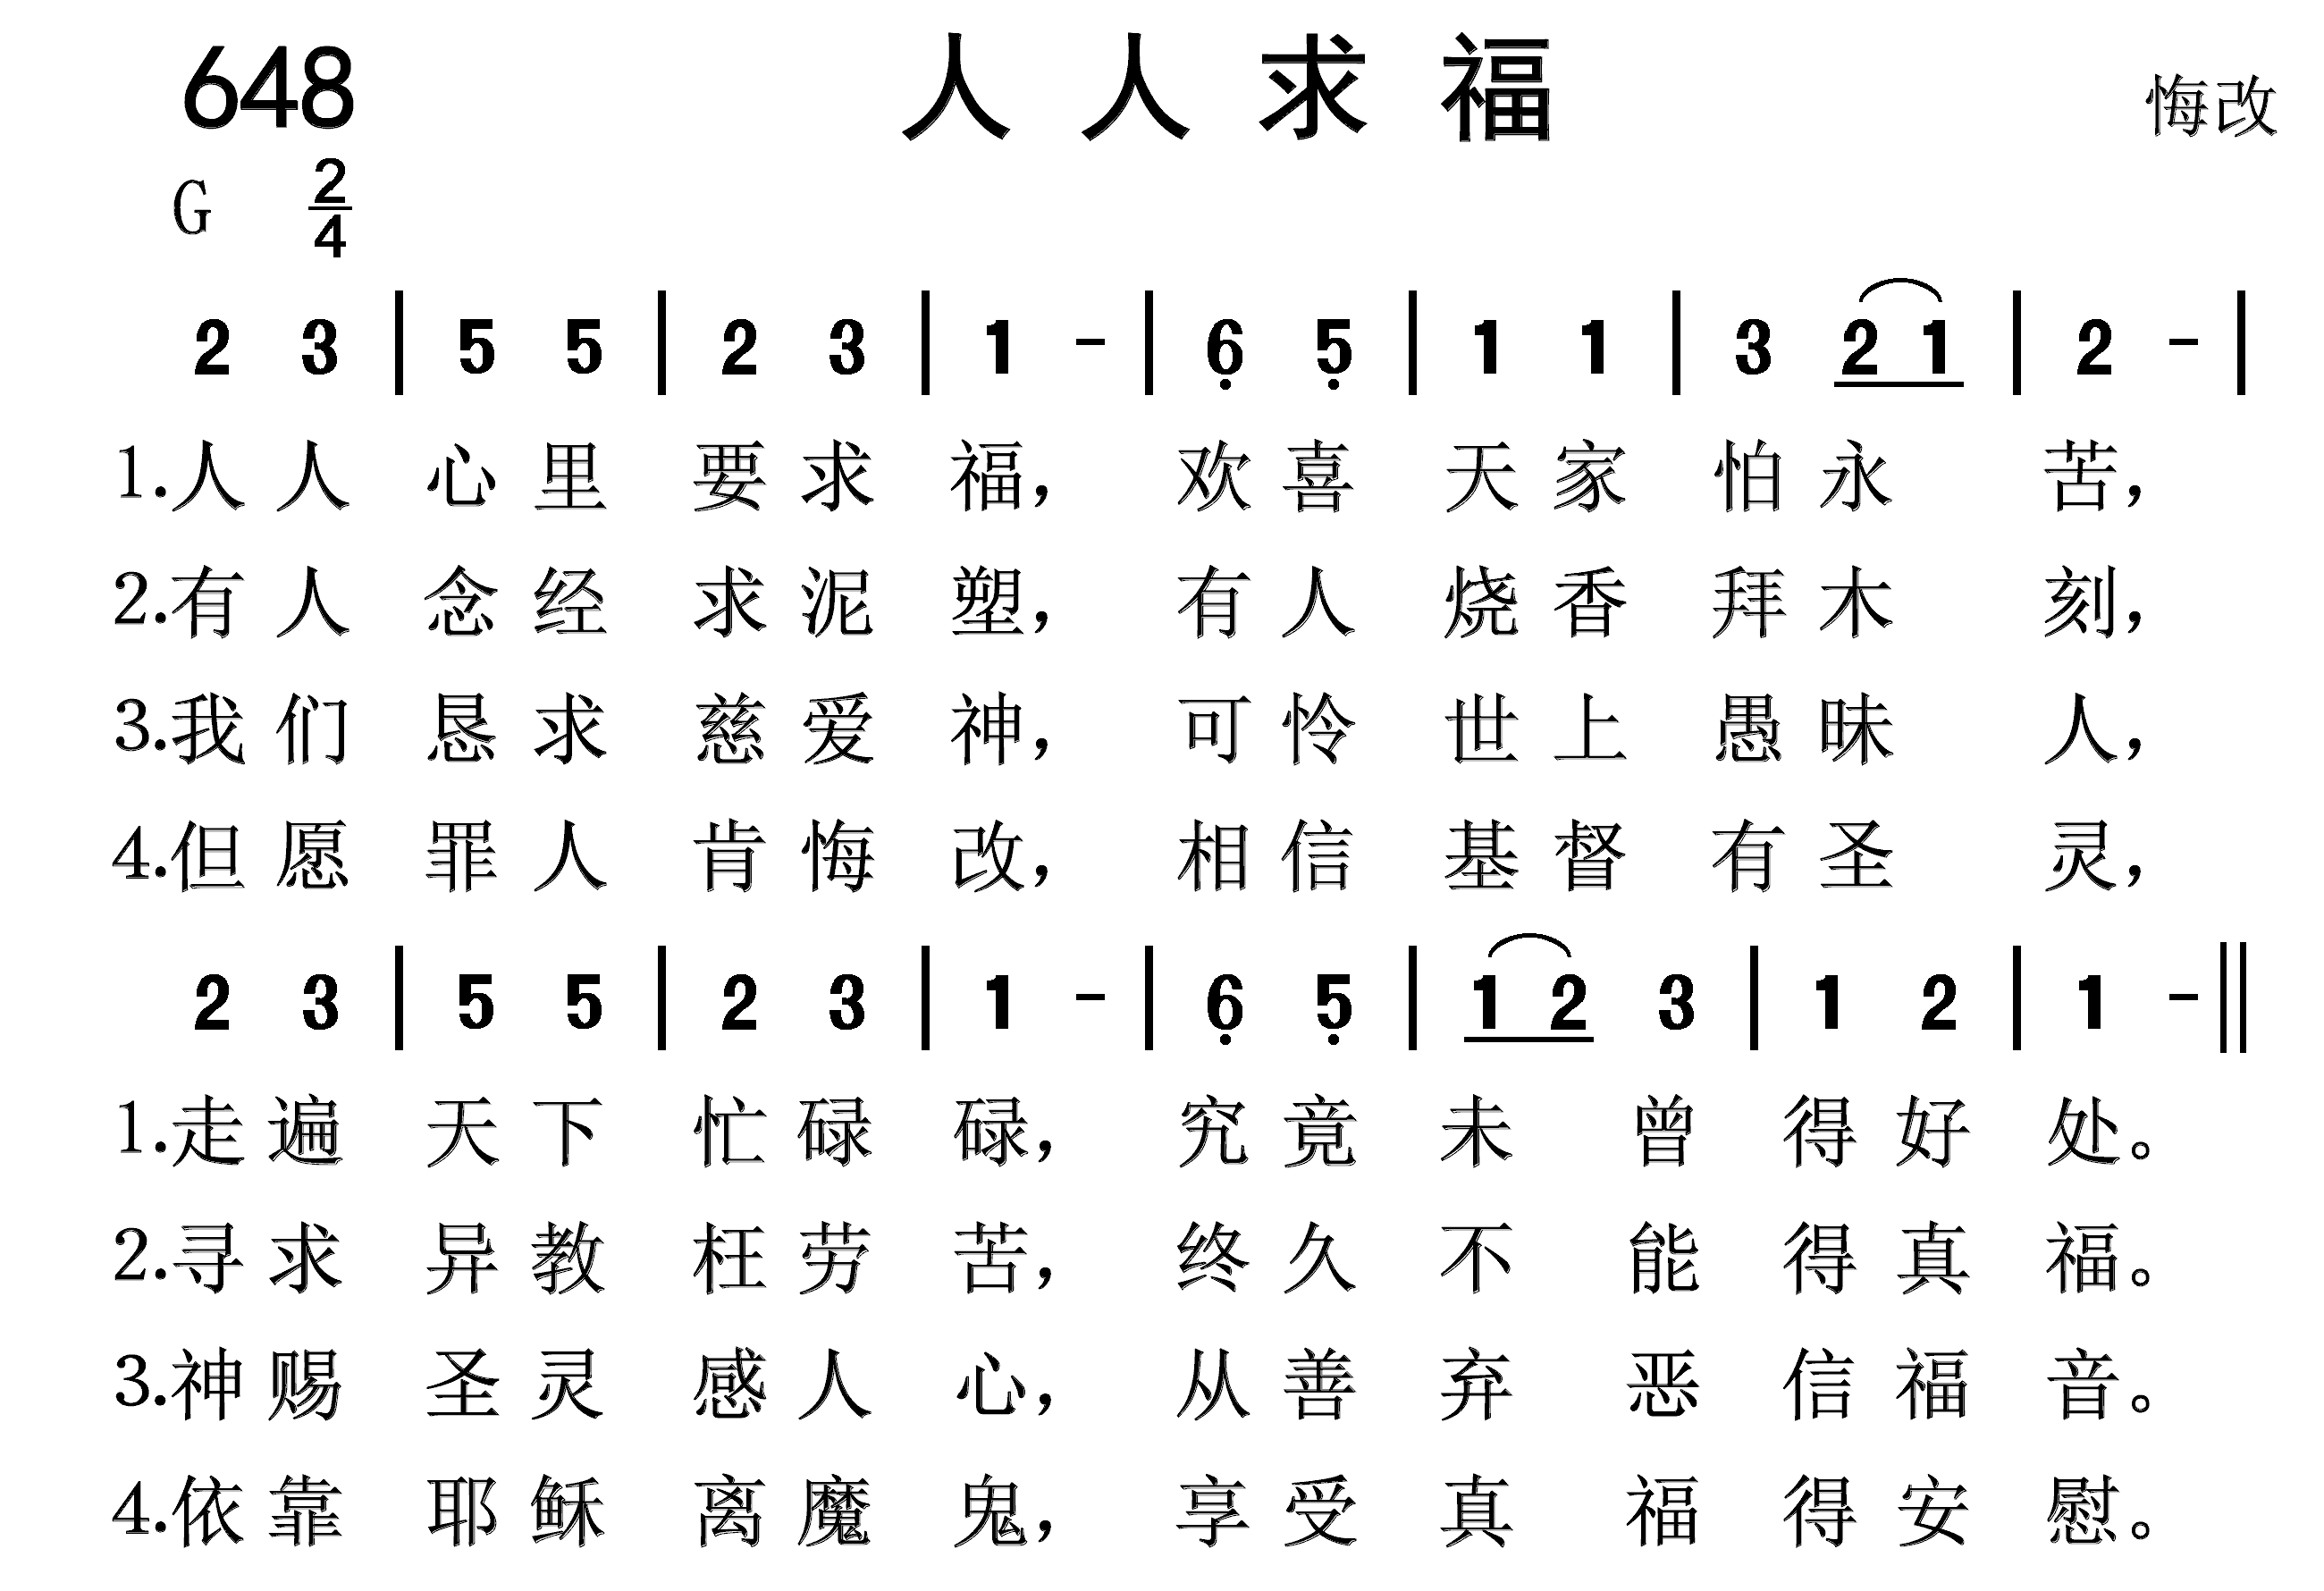 648 人人求福 悔改
G 2/4
2 3 | 5 5 | 2 3 | 1 - | 6̣ 5̣ | 1 1 | 3 2 1 | 2 - |
1.人人心里要求福，欢喜天家怕永苦，
2.有人念经求泥塑，有人烧香拜木刻，
3.我们恳求慈爱神，可怜世上愚昧人，
4.但愿罪人肯悔改，相信基督有圣灵，
2 3 | 5 5 | 2 3 | 1 - | 6̣ 5̣ | 1 2 3 | 1 2 | 1 - ‖
1.走遍天下忙碌碌，究竟未曾得好处。
2.寻求异教枉劳苦，终久不能得真福。
3.神赐圣灵感人心，从善弃恶信福音。
4.依靠耶稣离魔鬼，享受真福得安慰。